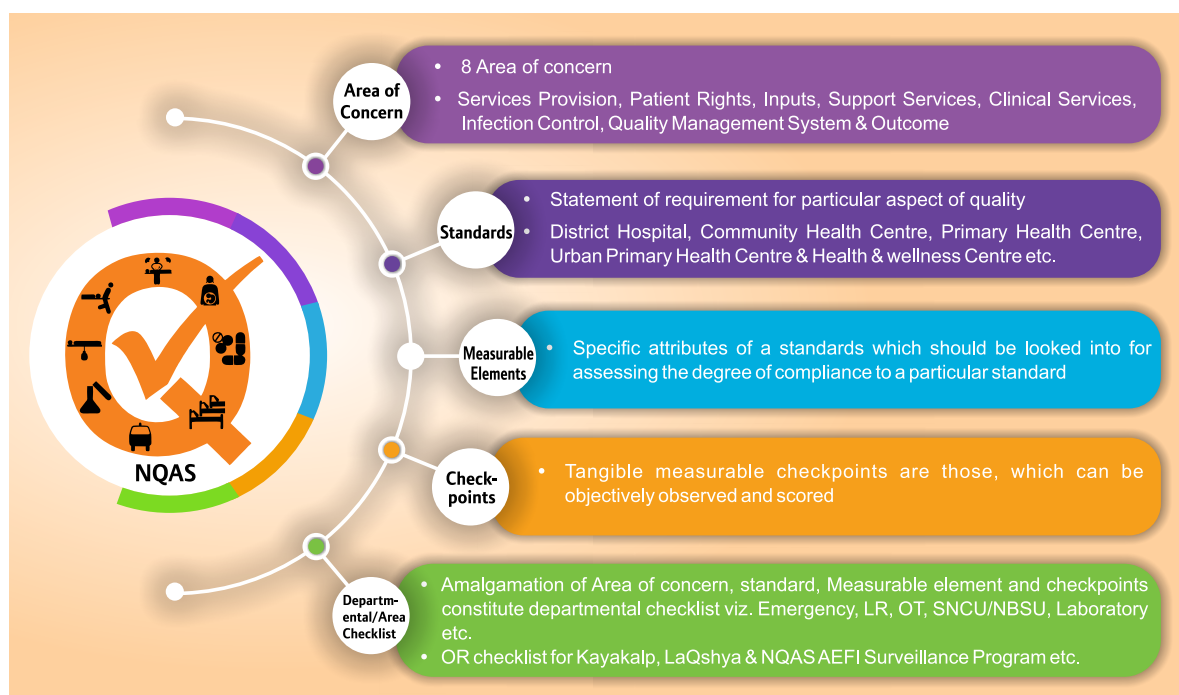 Area of
Concern
• 8 Area of concern
• Services Provision, Patient Rights, Inputs, Support Services, Clinical Services,
Infection Control, Quality Management System & Outcome
Standards
• Statement of requirement for particular aspect of quality
• District Hospital, Community Health Centre, Primary Health Centre,
Urban Primary Health Centre & Health & wellness Centre etc.
Measurable
Elements
• Specific attributes of a standards which should be looked into for
assessing the degree of compliance to a particular standard
NQAS
Check-
points
• Tangible measurable checkpoints are those, which can be
objectively observed and scored
Departm-
ental/Area
Checklist
• Amalgamation of Area of concern, standard, Measurable element and checkpoints
constitute departmental checklist viz. Emergency, LR, OT, SNCU/NBSU, Laboratory
etc.
• OR checklist for Kayakalp, LaQshya & NQAS AEFI Surveillance Program etc.